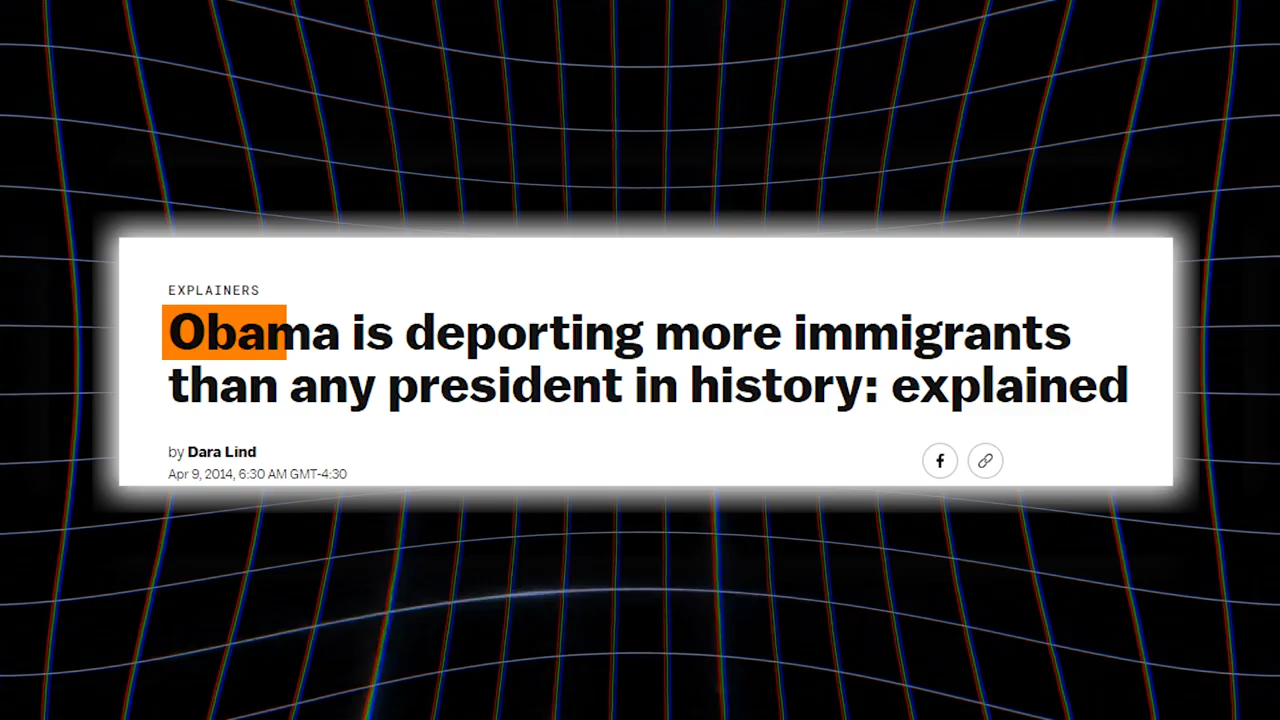 EXPLAINERS
Obama is deporting more immigrants
than any president in history: explained
by Dara Lind
Apr 9, 2014, 6:30 AM GMT-4:30